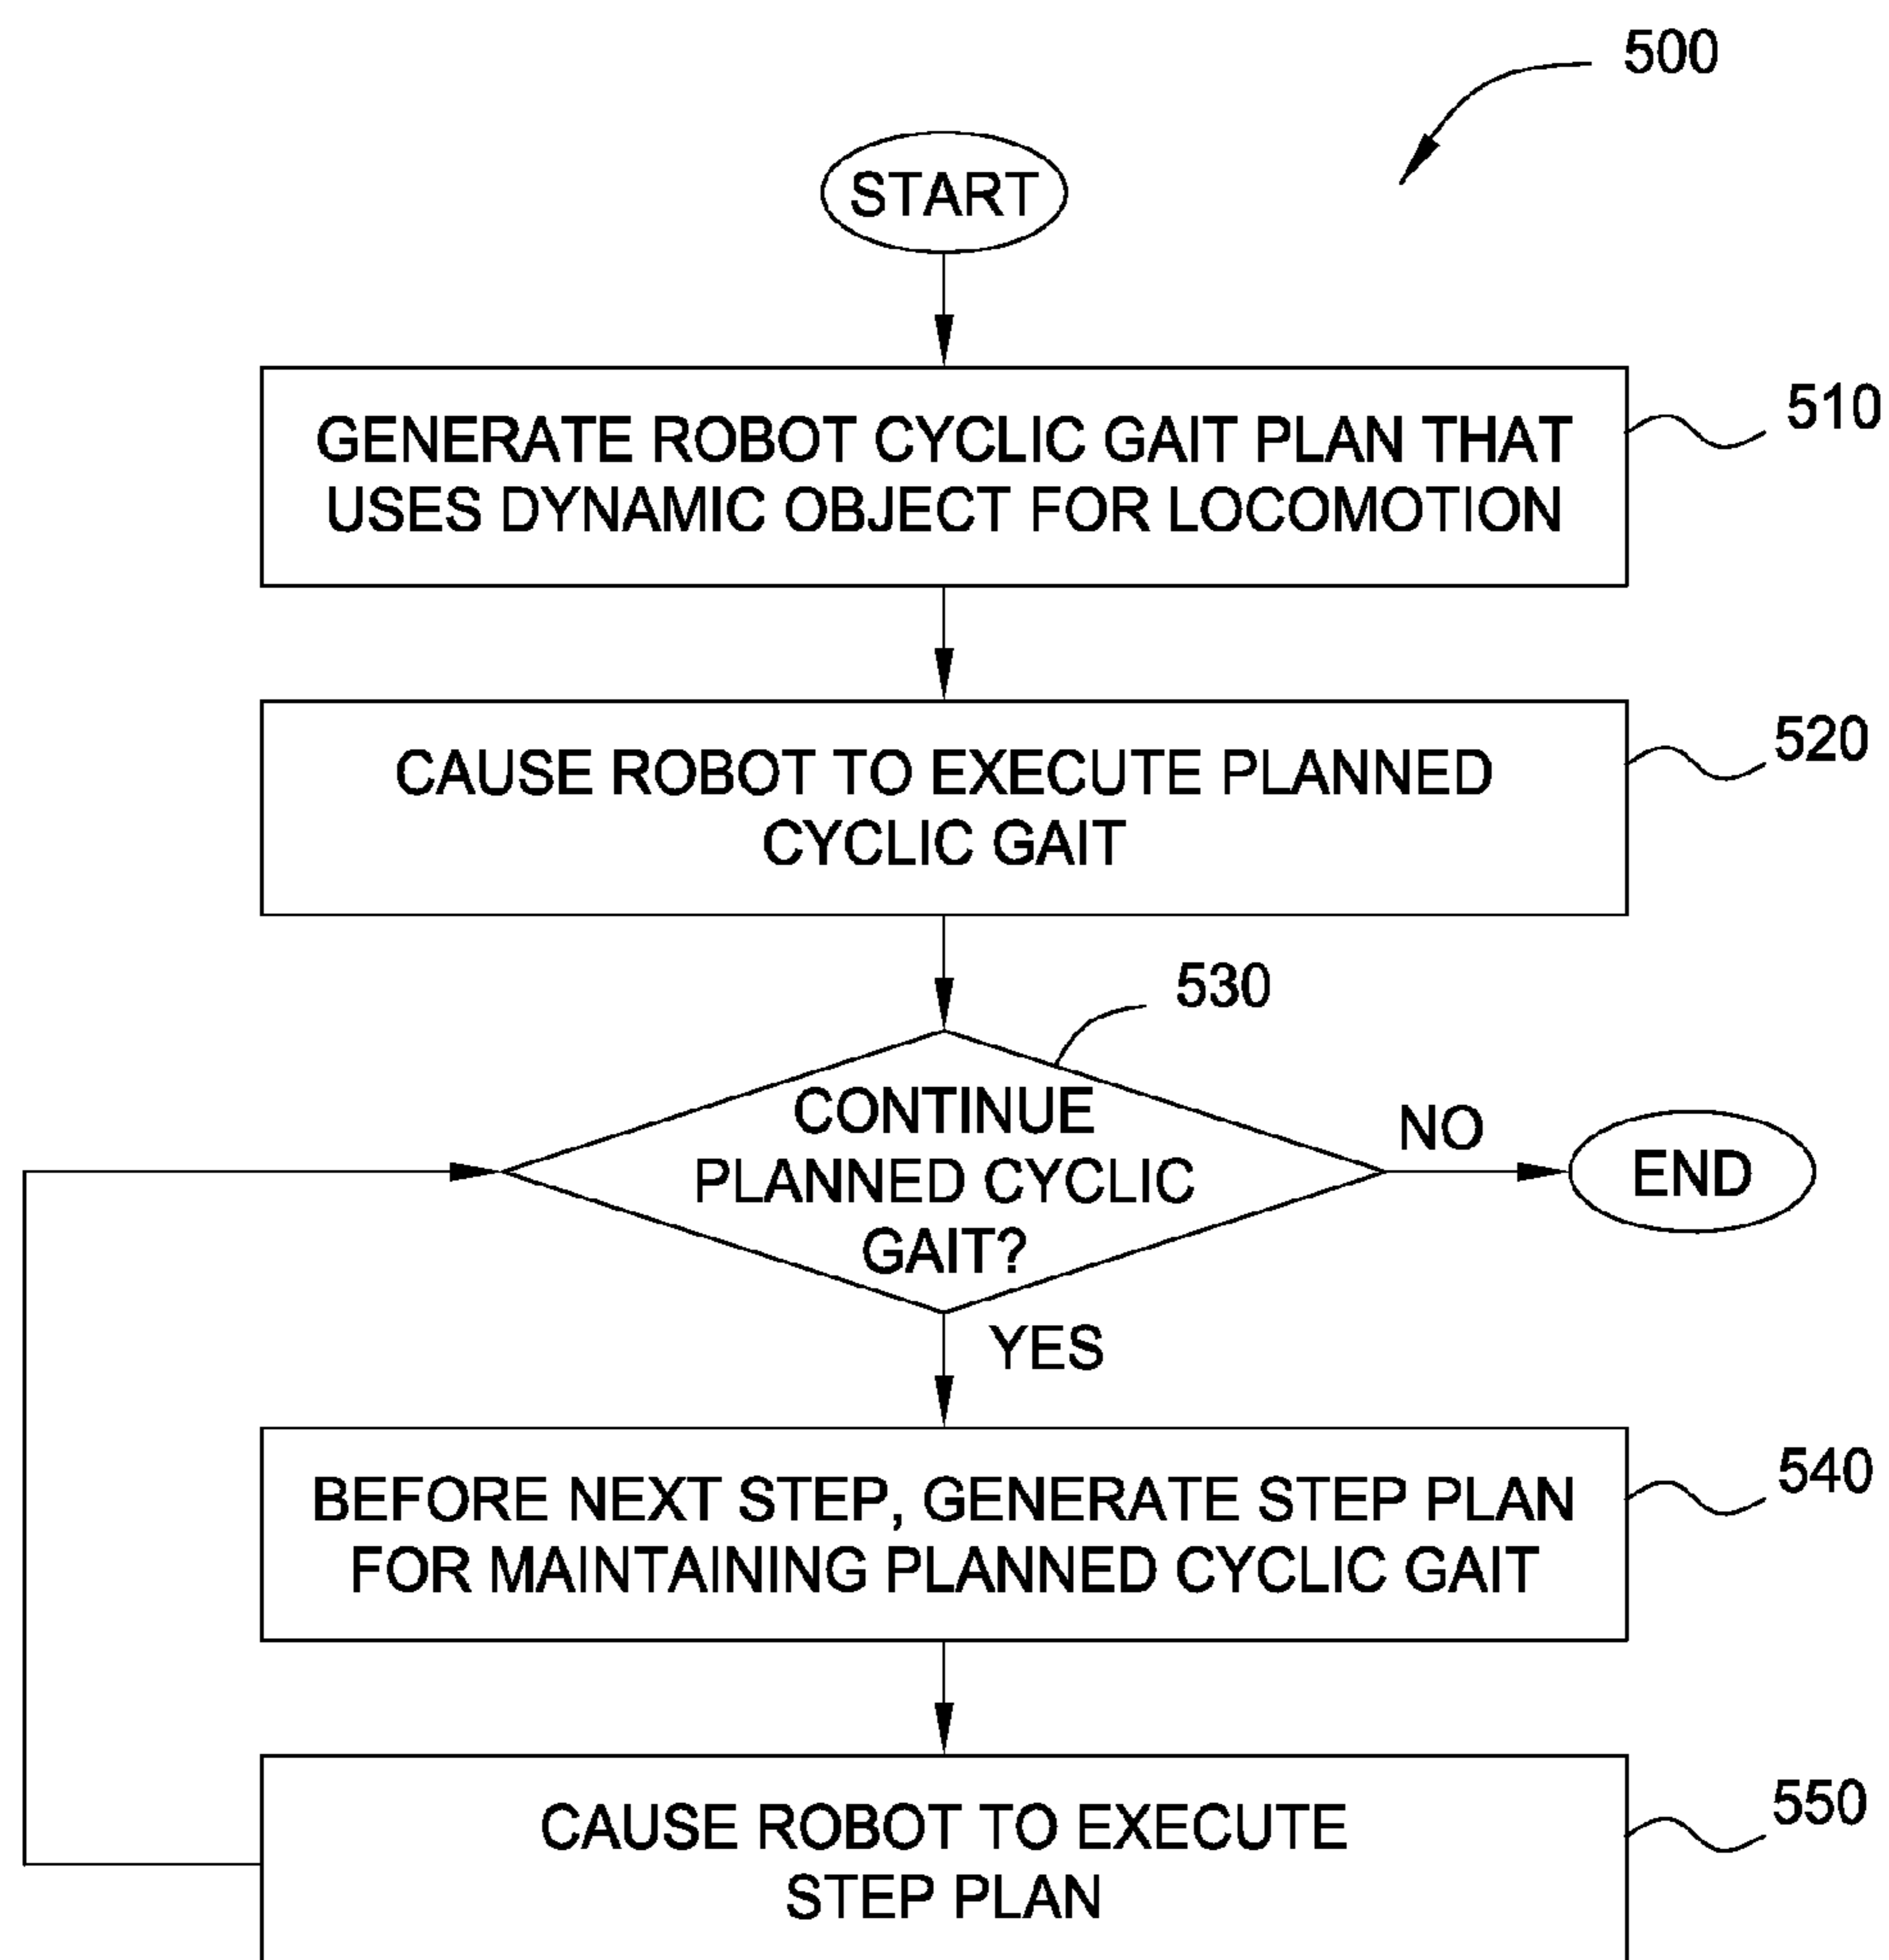 500
START
GENERATE ROBOT CYCLIC GAIT PLAN THAT
USES DYNAMIC OBJECT FOR LOCOMOTION
510
CAUSE ROBOT TO EXECUTE PLANNED
CYCLIC GAIT
520
530
CONTINUE
PLANNED CYCLIC
GAIT?
NO
END
YES
BEFORE NEXT STEP, GENERATE STEP PLAN
FOR MAINTAINING PLANNED CYCLIC GAIT
540
CAUSE ROBOT TO EXECUTE
STEP PLAN
550